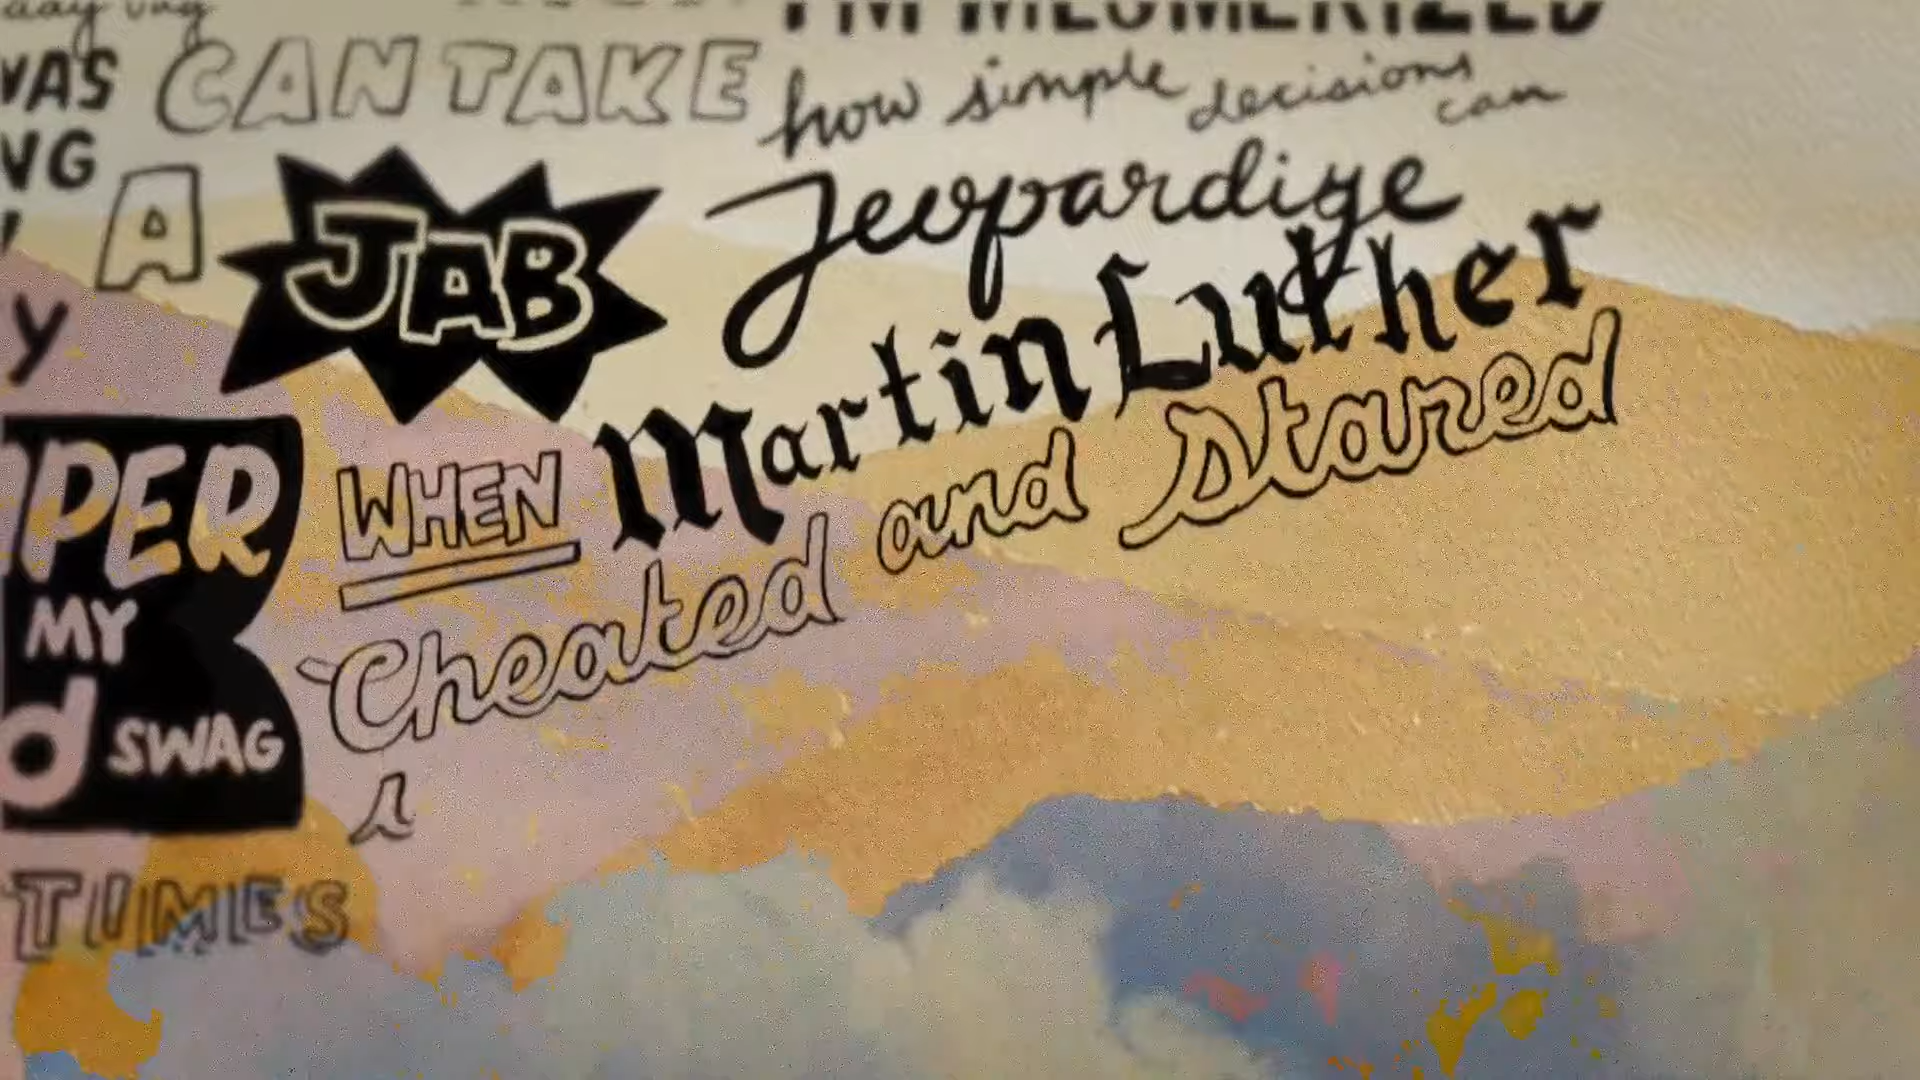 I'M MESMERIZED
WAS CAN TAKE how simple decisions can
A JAB Jeopardize
Y Martin Luther
WHEN Cheated and stared
PER
MY
SWAG
TIMES